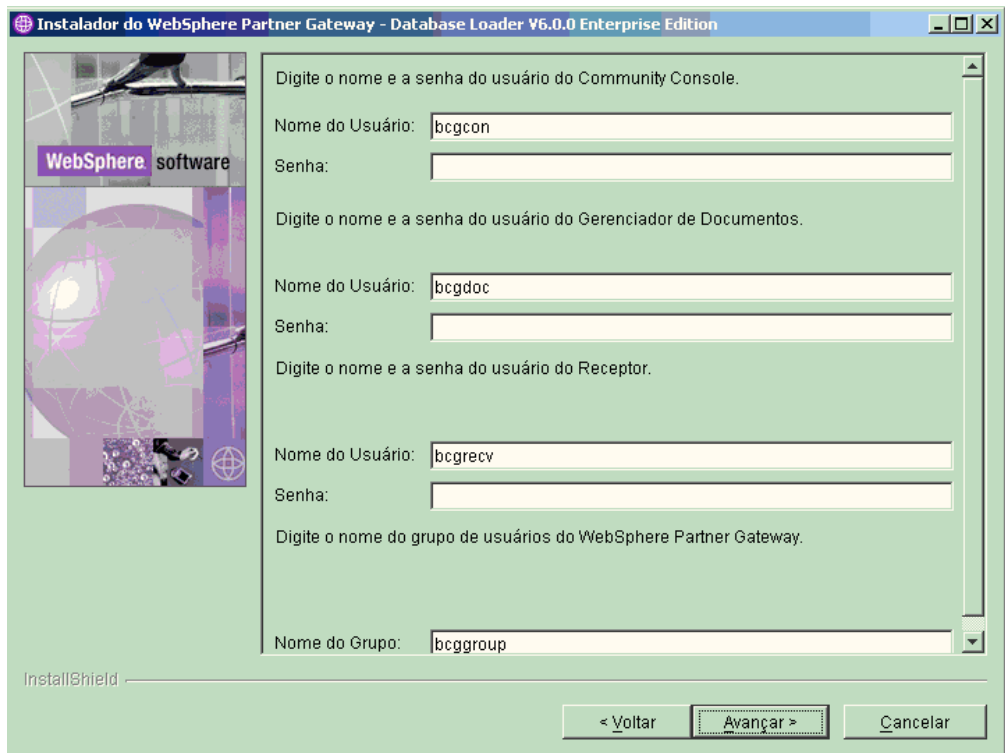 Instalador do WebSphere Partner Gateway - Database Loader V6.0.0 Enterprise Edition
WebSphere software
Digite o nome e a senha do usuário do Community Console.
Nome do Usuário: bcgcon
Senha:
Digite o nome e a senha do usuário do Gerenciador de Documentos.
Nome do Usuário: bcgdoc
Senha:
Digite o nome e a senha do usuário do Receptor.
Nome do Usuário: bcgrecv
Senha:
Digite o nome do grupo de usuários do WebSphere Partner Gateway.
Nome do Grupo: bcggroup
InstallShield
< Voltar Avançar > Cancelar